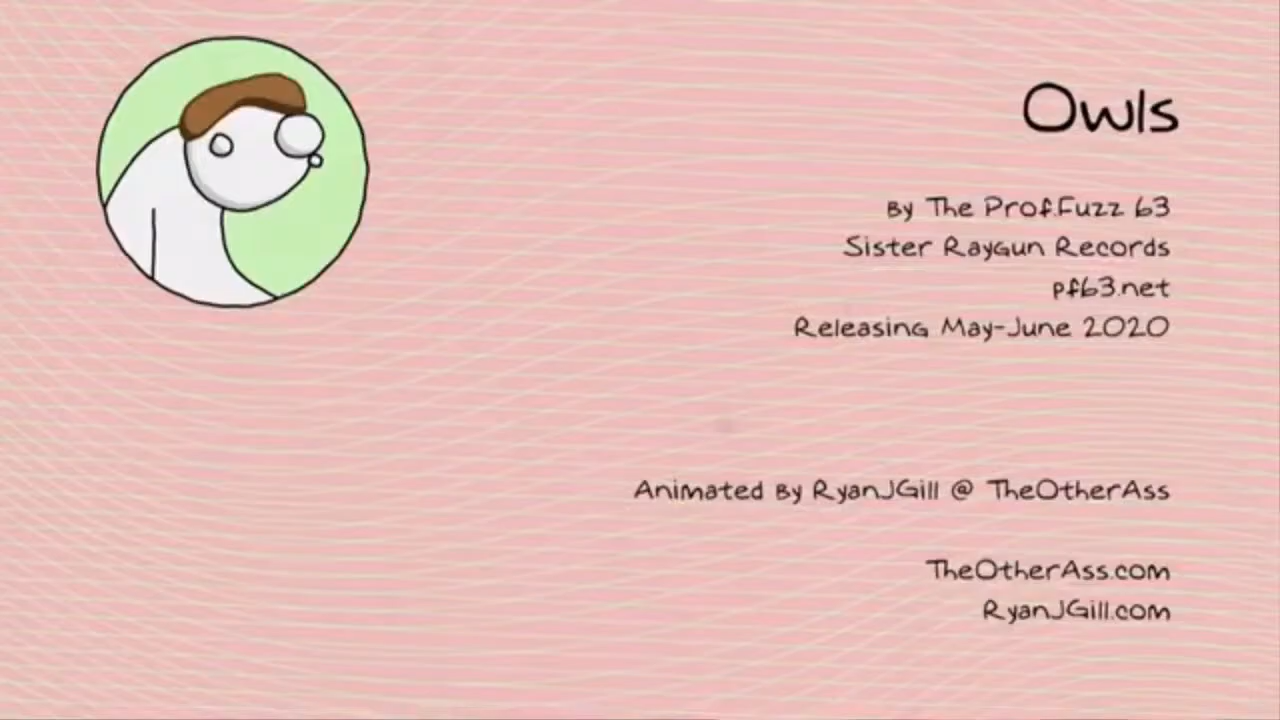 Owls
By The Prof.Fuzz 63
Sister Raygun Records
pf63.net
Releasing May-June 2020
Animated By RyanJGill @ TheOtherAss
TheOtherAss.com
RyanJGill.com